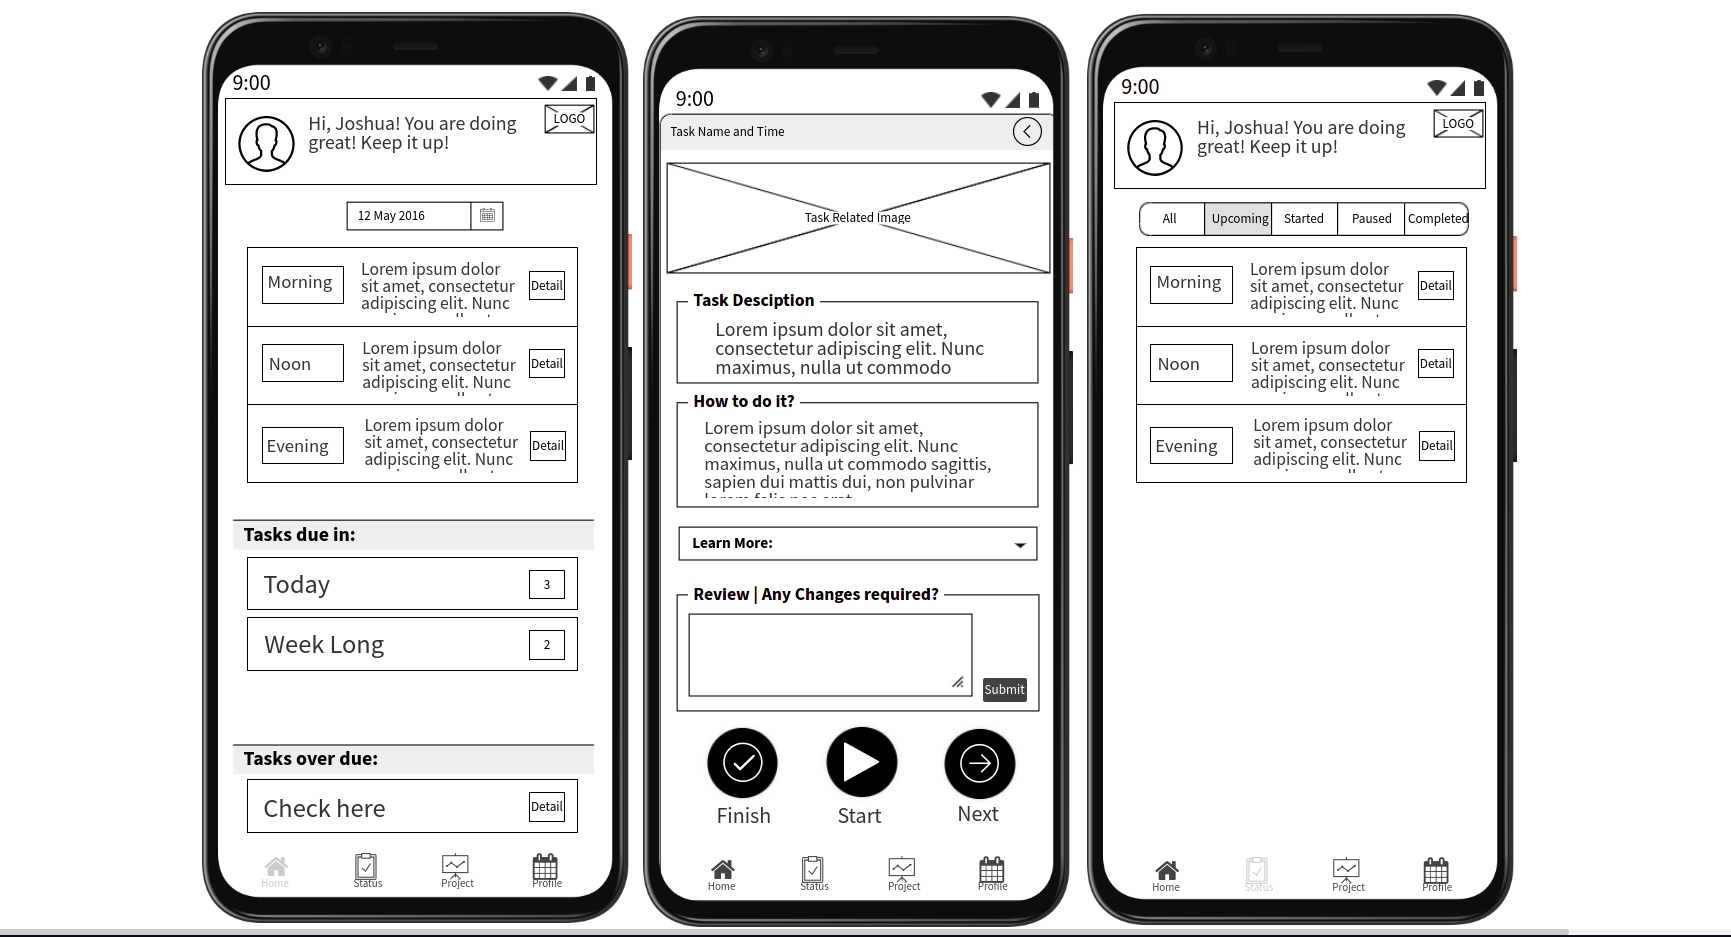 9:00
Hi, Joshua! You are doing
great! Keep it up!
LOGO
12 May 2016
Morning
Lorem ipsum dolor
sit amet, consectetur
adipiscing elit. Nunc
Detail
Noon
Lorem ipsum dolor
sit amet, consectetur
adipiscing elit. Nunc
Detail
Evening
Lorem ipsum dolor
sit amet, consectetur
adipiscing elit. Nunc
Detail
Tasks due in:
Today
3
Week Long
2
Tasks over due:
Check here
Detail
Home
Status
Project
Profile
9:00
Task Name and Time
Task Related Image
Task Desciption
Lorem ipsum dolor sit amet,
consectetur adipiscing elit. Nunc
maximus, nulla ut commodo
How to do it?
Lorem ipsum dolor sit amet,
consectetur adipiscing elit. Nunc
maximus, nulla ut commodo sagittis,
sapien dui mattis dui, non pulvinar
Learn More:
Review | Any Changes required?
Submit
Finish
Start
Next
Home
Status
Project
Profile
9:00
Hi, Joshua! You are doing
great! Keep it up!
LOGO
All
Upcoming
Started
Paused
Completed
Morning
Lorem ipsum dolor
sit amet, consectetur
adipiscing elit. Nunc
Detail
Noon
Lorem ipsum dolor
sit amet, consectetur
adipiscing elit. Nunc
Detail
Evening
Lorem ipsum dolor
sit amet, consectetur
adipiscing elit. Nunc
Detail
Home
Status
Project
Profile